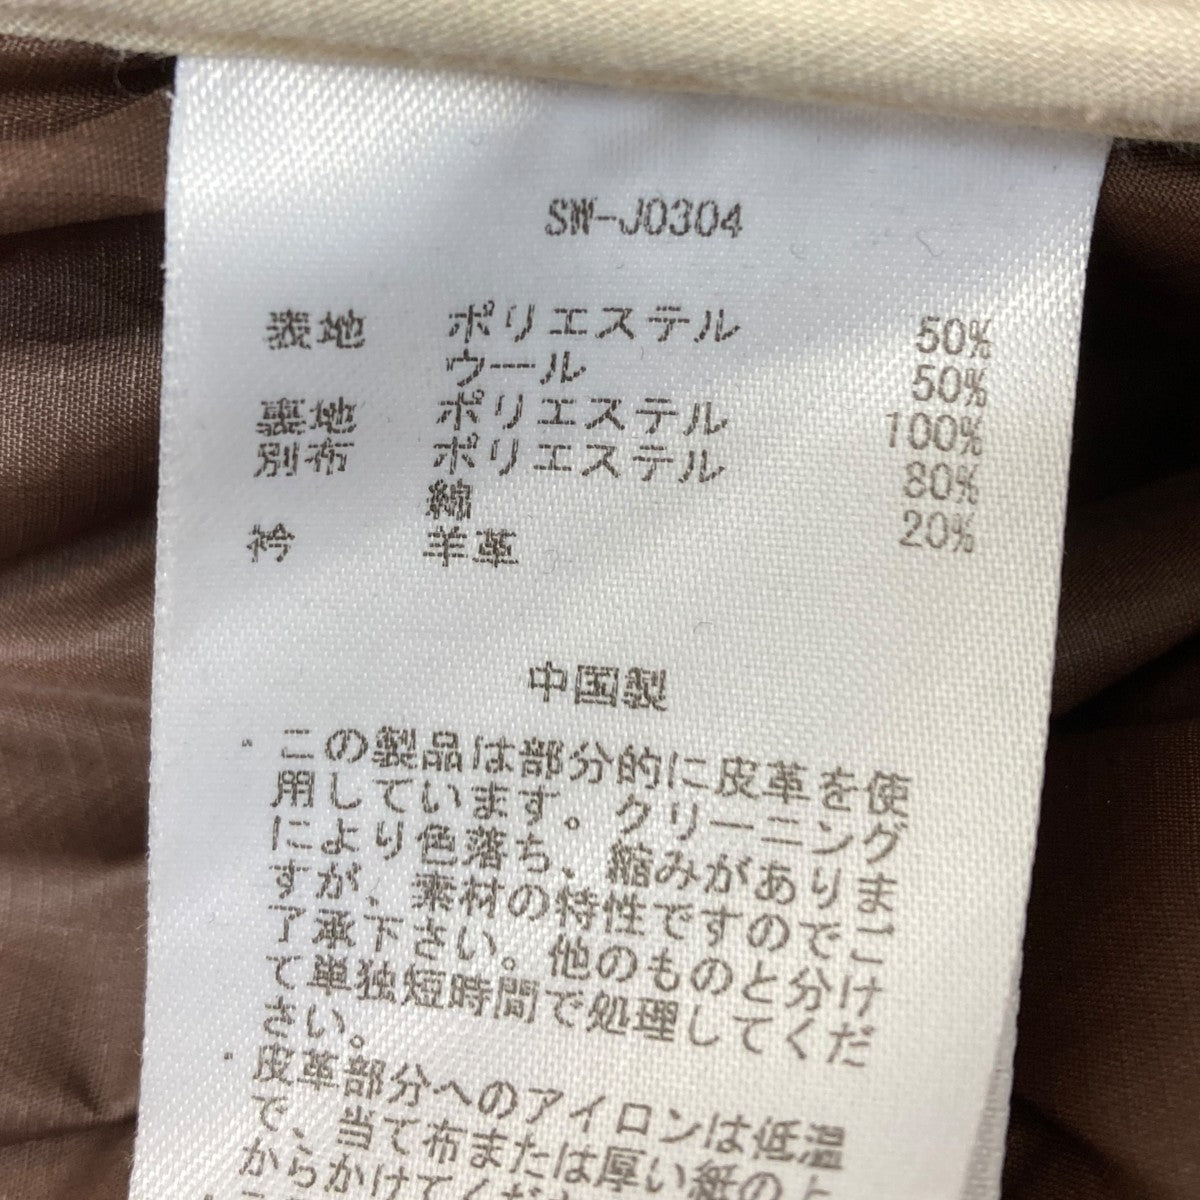 SW-J0304
表地 ポリエステル 50%
ウール 50%
裏地 ポリエステル 100%
別布 ポリエステル 80%
綿 20%
衿 羊革
中国製
・この製品は部分的に皮革を使
用しています。クリーニング
により色落ち、縮みがありま
すが、素材の特性ですのでご
了承下さい。他のものと分け
て単独短時間で処理してくだ
さい。
・皮革部分へのアイロンは低温
で、当て布または厚い紙の上
からかけてくだ